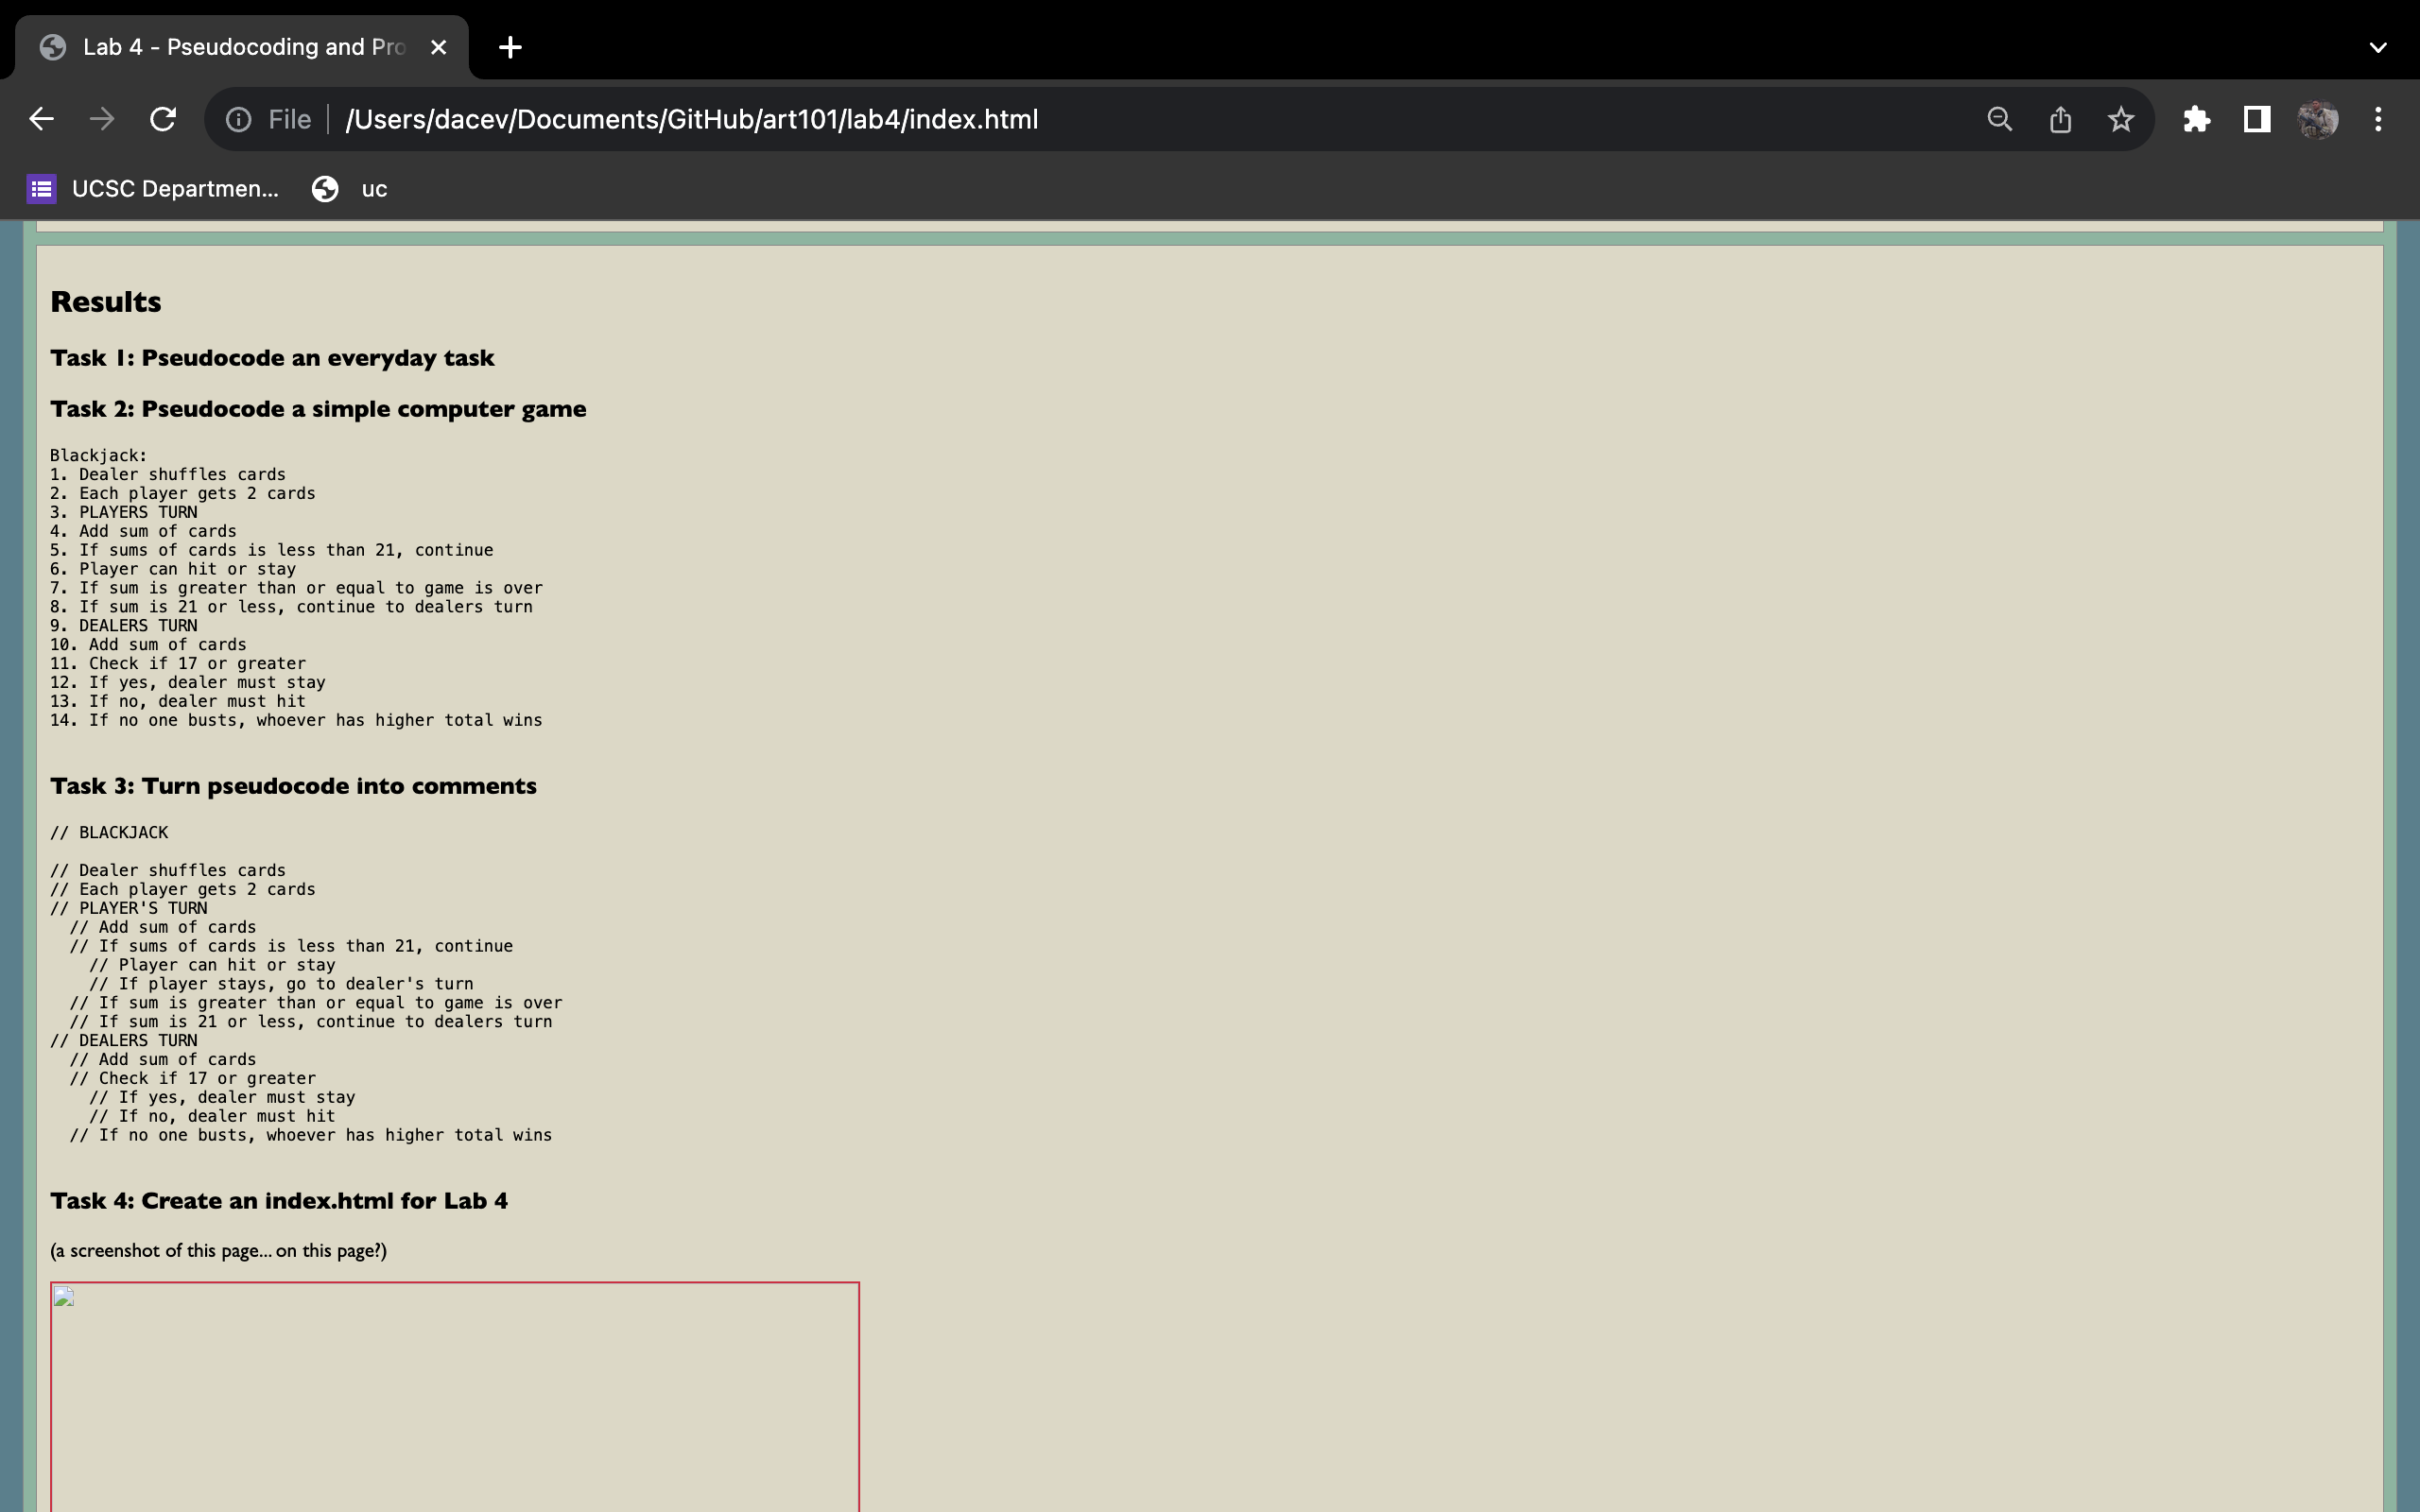 Lab 4 - Pseudocoding and Pro
File /Users/dacev/Documents/GitHub/art101/lab4/index.html
UCSC Departmen... uc
Results
Task 1: Pseudocode an everyday task
Task 2: Pseudocode a simple computer game
Blackjack:
1. Dealer shuffles cards
2. Each player gets 2 cards
3. PLAYERS TURN
4. Add sum of cards
5. If sums of cards is less than 21, continue
6. Player can hit or stay
7. If sum is greater than or equal to game is over
8. If sum is 21 or less, continue to dealers turn
9. DEALERS TURN
10. Add sum of cards
11. Check if 17 or greater
12. If yes, dealer must stay
13. If no, dealer must hit
14. If no one busts, whoever has higher total wins
Task 3: Turn pseudocode into comments
// BLACKJACK
// Dealer shuffles cards
// Each player gets 2 cards
// PLAYER'S TURN
// Add sum of cards
// If sums of cards is less than 21, continue
// Player can hit or stay
// If player stays, go to dealer's turn
// If sum is greater than or equal to game is over
// If sum is 21 or less, continue to dealers turn
// DEALERS TURN
// Add sum of cards
// Check if 17 or greater
// If yes, dealer must stay
// If no, dealer must hit
// If no one busts, whoever has higher total wins
Task 4: Create an index.html for Lab 4
(a screenshot of this page... on this page?)